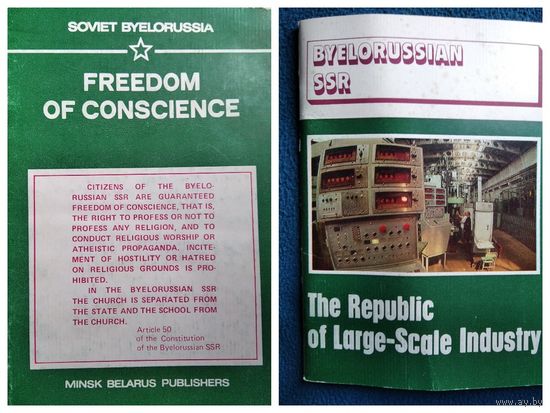 SOVIET BYELORUSSIA
FREEDOM
OF CONSCIENCE
CITIZENS OF THE BYELO-
RUSSIAN SSR ARE GUARANTEED
FREEDOM OF CONSCIENCE, THAT IS,
THE RIGHT TO PROFESS OR NOT TO
PROFESS ANY RELIGION, AND TO
CONDUCT RELIGIOUS WORSHIP OR
ATHEISTIC PROPAGANDA. INCITE-
MENT OF HOSTILITY OR HATRED
ON RELIGIOUS GROUNDS IS PRO-
HIBITED.
IN THE BYELORUSSIAN SSR
THE CHURCH IS SEPARATED FROM
THE STATE AND THE SCHOOL FROM
THE CHURCH.
Article 50
of the Constitution
of the Byelorussian SSR
MINSK BELARUS PUBLISHERS
BYELORUSSIAN
SSR
The Republic
of Large-Scale Industry
www.ay.by